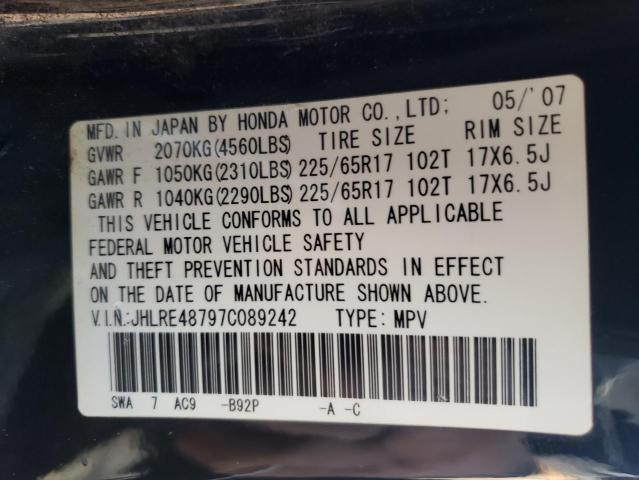 MFD. IN JAPAN BY HONDA MOTOR CO.,LTD; 05/'07
GVWR 2070KG(4560LBS) TIRE SIZE RIM SIZE
GAWR F 1050KG(2310LBS) 225/65R17 102T 17X6.5J
GAWR R 1040KG(2290LBS) 225/65R17 102T 17X6.5J
THIS VEHICLE CONFORMS TO ALL APPLICABLE
FEDERAL MOTOR VEHICLE SAFETY
AND THEFT PREVENTION STANDARDS IN EFFECT
ON THE DATE OF MANUFACTURE SHOWN ABOVE.
V.I.N.:JHLRE48797C089242 TYPE: MPV
SWA 7 AC9 -B92P -A -C